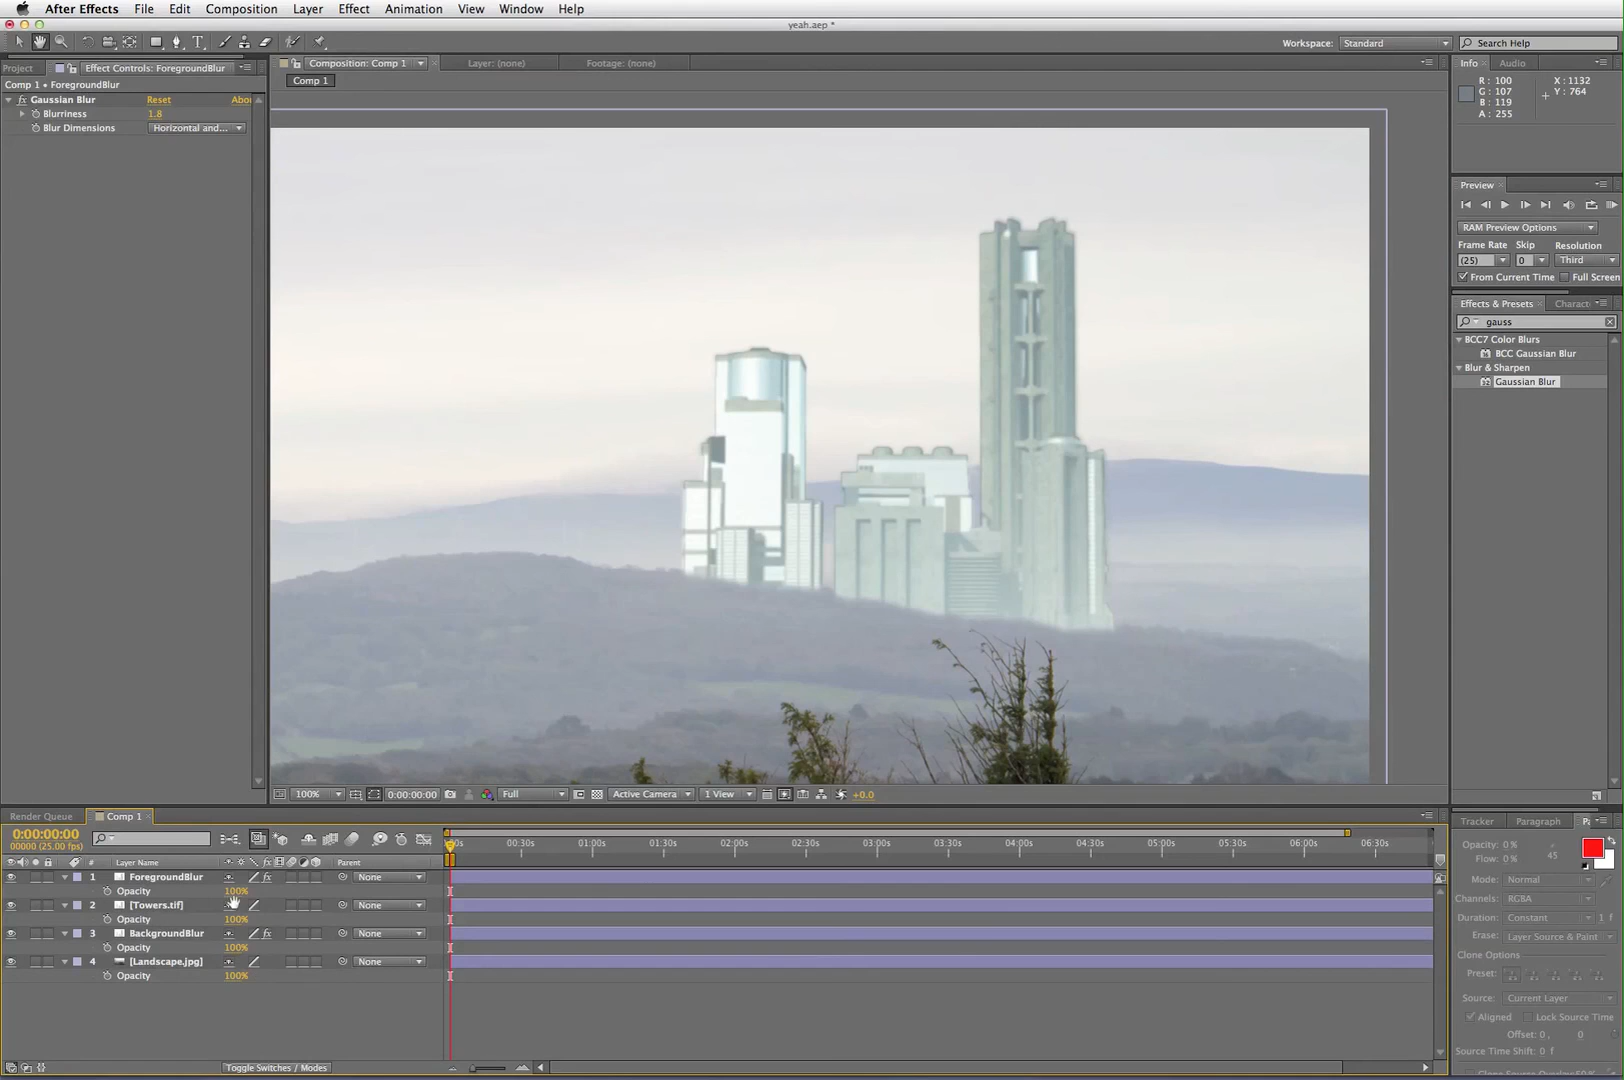 After Effects File Edit Composition Layer Effect Animation View Window Help
yeah.aep *
Workspace: Standard Search Help
Project Effect Controls: ForegroundBlur
Comp 1 • ForegroundBlur
Gaussian Blur Reset Abou
Blurriness 1.8
Blur Dimensions Horizontal and...
Composition: Comp 1 Layer: (none) Footage: (none)
Comp 1
Info Audio
R: 100 X: 1132
G: 107 Y: 764
B: 119
A: 255
Preview
RAM Preview Options
Frame Rate Skip Resolution
(25) 0 Third
From Current Time Full Screen
Effects & Presets Charact
gauss
BCC7 Color Blurs
BCC Gaussian Blur
Blur & Sharpen
Gaussian Blur
100% 0:00:00:00 Full Active Camera 1 View +0.0
Render Queue Comp 1
0:00:00:00
00000 (25.00 fps)
00s 00:30s 01:00s 01:30s 02:00s 02:30s 03:00s 03:30s 04:00s 04:30s 05:00s 05:30s 06:00s 06:30s
# Layer Name Parent
1 ForegroundBlur None
Opacity 100%
2 [Towers.tif] None
Opacity 100%
3 BackgroundBlur None
Opacity 100%
4 [Landscape.jpg] None
Opacity 100%
Toggle Switches / Modes
Tracker Paragraph Pa
Opacity: 0 %
Flow: 0 % 45
Mode: Normal
Channels: RGBA
Duration: Constant 1 f
Erase: Layer Source & Paint
Clone Options
Preset:
Source: Current Layer
Aligned Lock Source Time
Offset: 0 , 0
Source Time Shift: 0 f